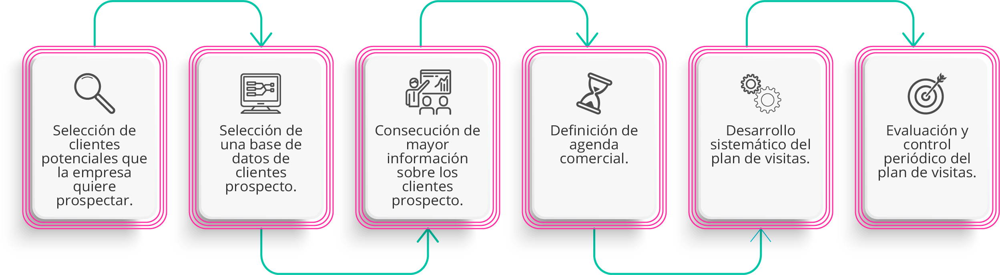 Selección de
clientes
potenciales que
la empresa
quiere
prospectar.
Selección de
una base de
datos de
clientes
prospecto.
Consecución de
mayor
información
sobre los
clientes
prospecto.
Definición de
agenda
comercial.
Desarrollo
sistemático del
plan de visitas.
Evaluación y
control
periódico del
plan de visitas.